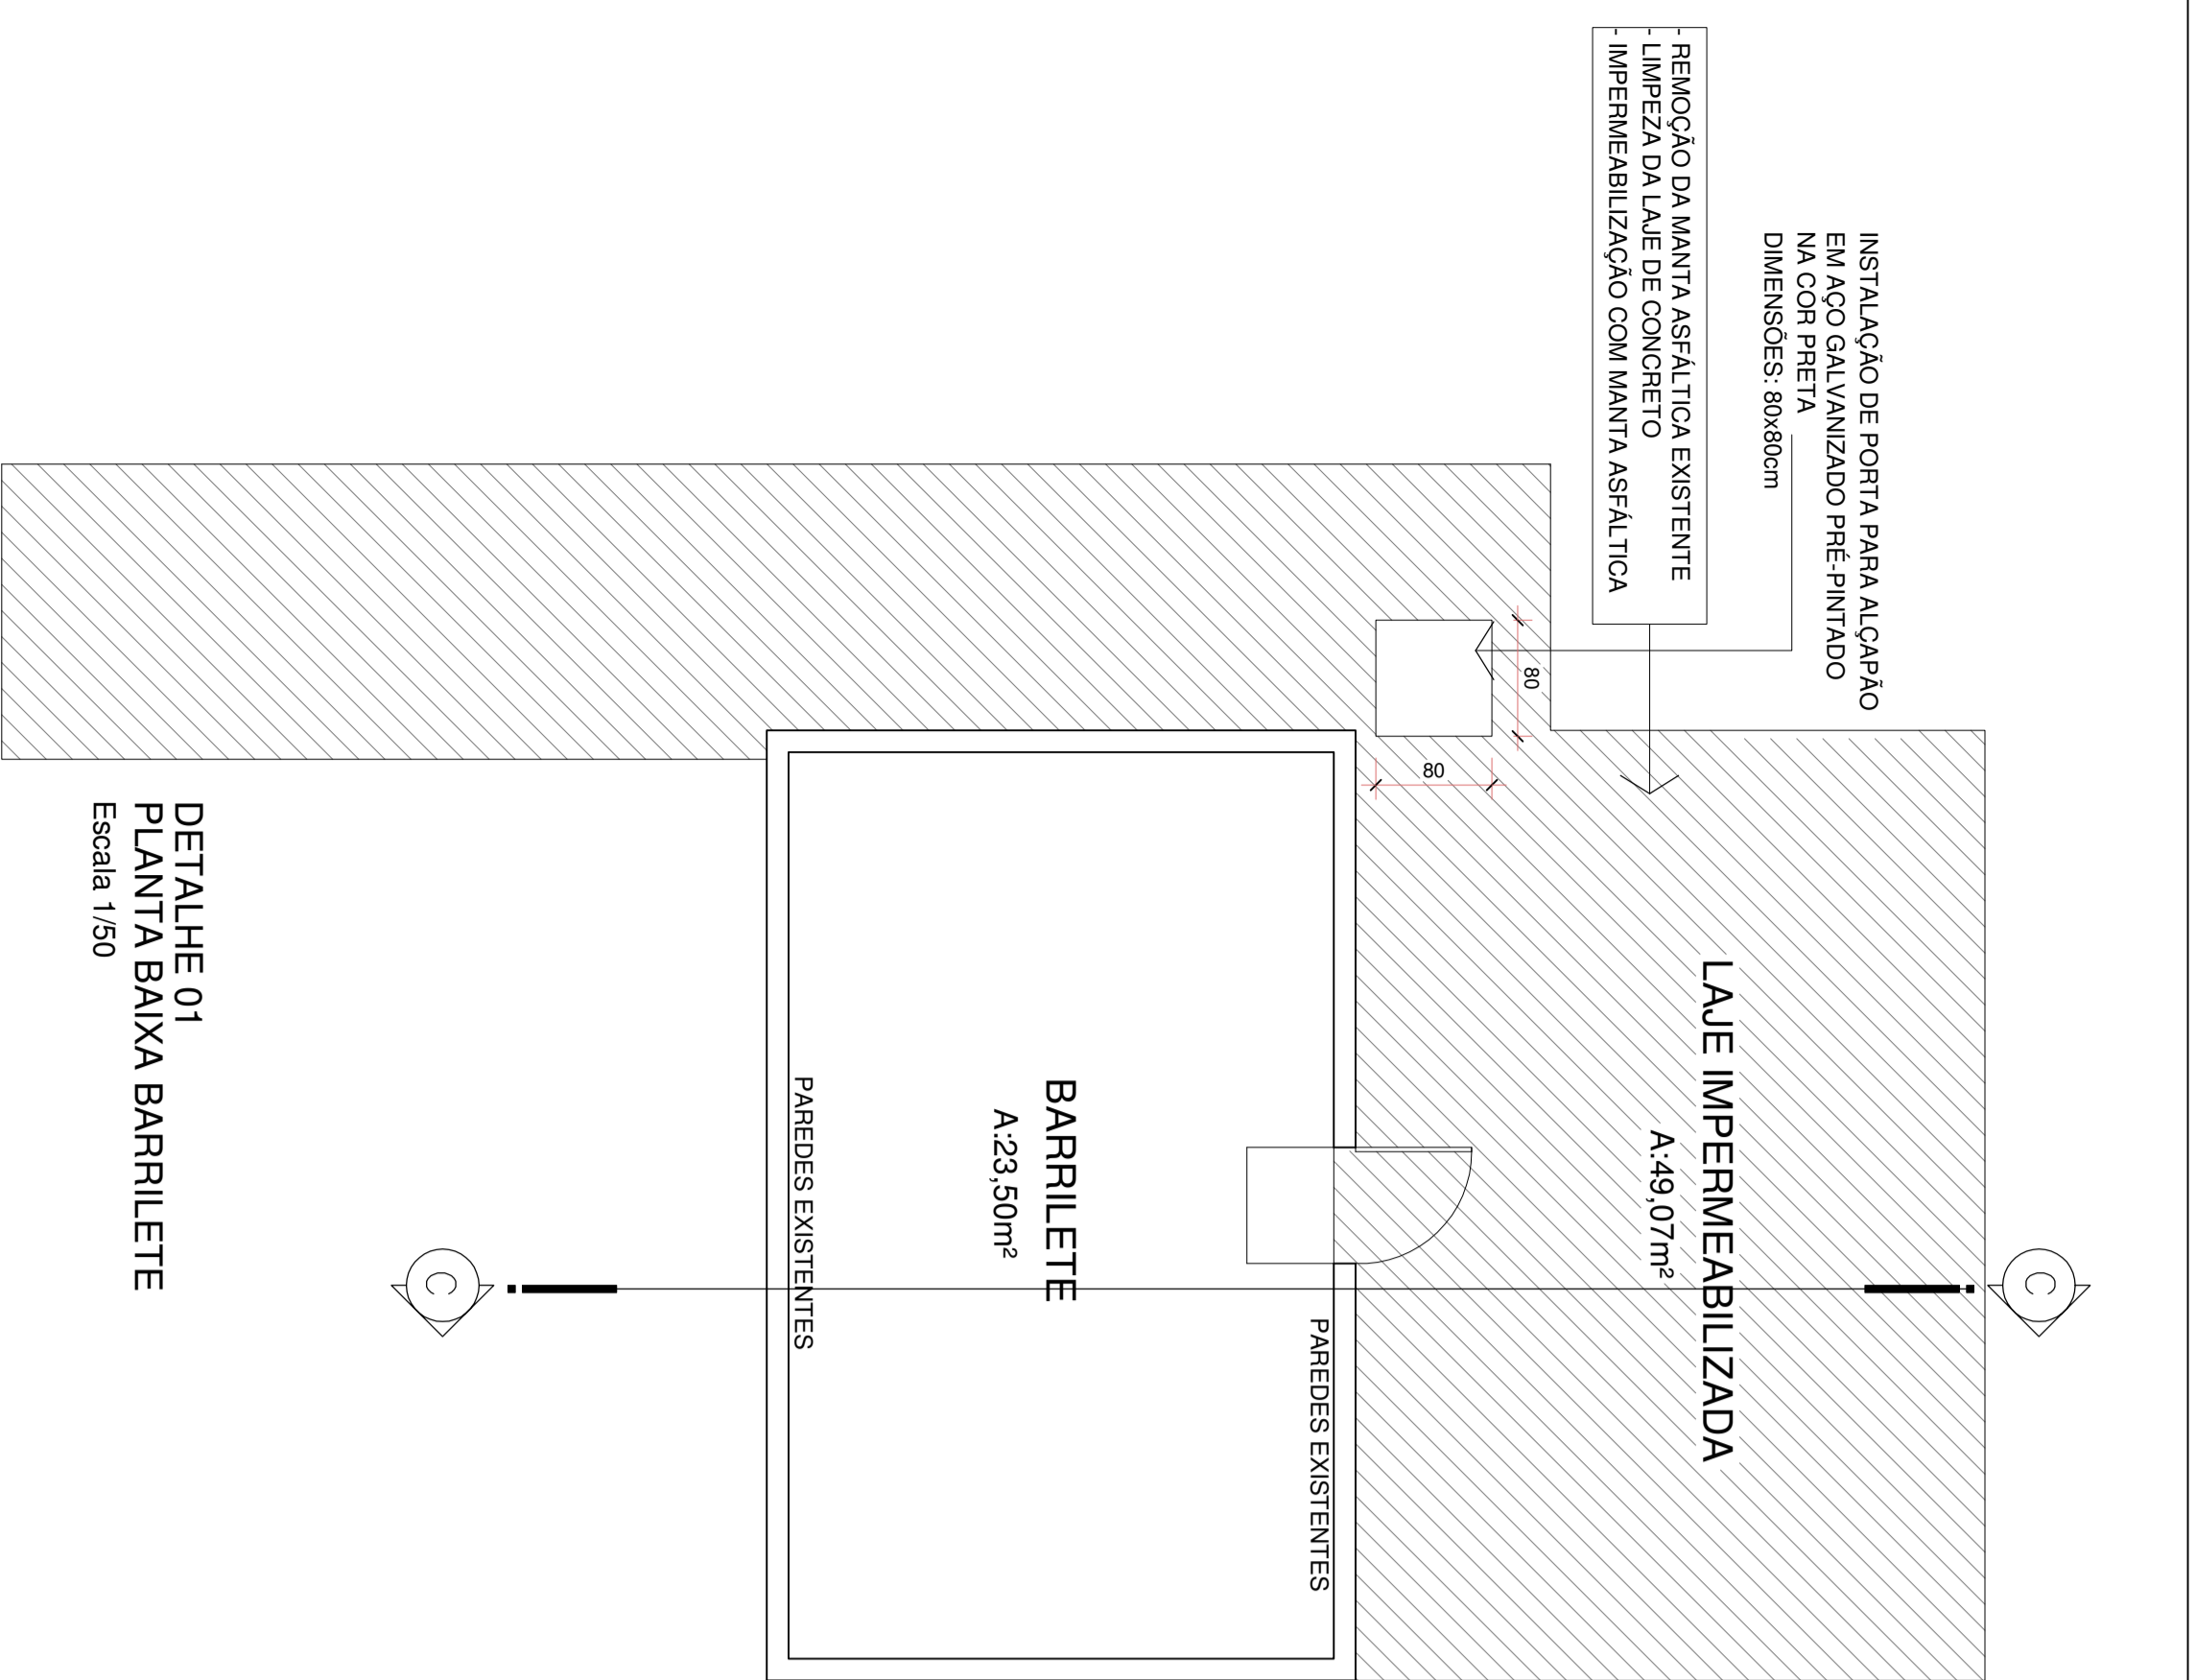 INSTALAÇÃO DE PORTA PARA ALÇAPÃO
EM AÇO GALVANIZADO PRÉ-PINTADO
NA COR PRETA
DIMENSÕES: 80x80cm
- REMOÇÃO DA MANTA ASFÁLTICA EXISTENTE
- LIMPEZA DA LAJE DE CONCRETO
- IMPERMEABILIZAÇÃO COM MANTA ASFÁLTICA
C
LAJE IMPERMEABILIZADA
A:49,07m²
80
80
PAREDES EXISTENTES
BARRILETE
A:23,50m²
PAREDES EXISTENTES
C
DETALHE 01
PLANTA BAIXA BARRILETE
Escala 1/50